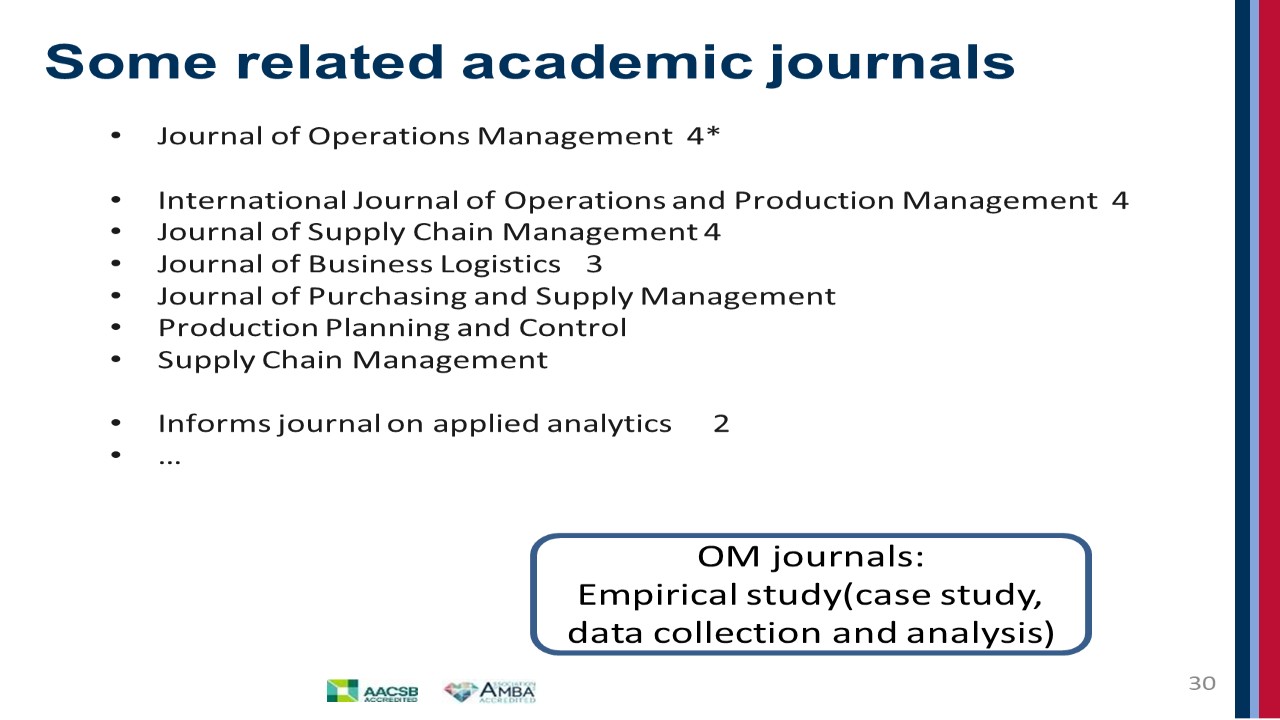 Some related academic journals
• Journal of Operations Management 4*
• International Journal of Operations and Production Management 4
• Journal of Supply Chain Management 4
• Journal of Business Logistics 3
• Journal of Purchasing and Supply Management
• Production Planning and Control
• Supply Chain Management
• Informs journal on applied analytics 2
• ...
OM journals:
Empirical study(case study,
data collection and analysis)
AACSB
ACCREDITED
ASSOCIATION
AMBA
ACCREDITED
30